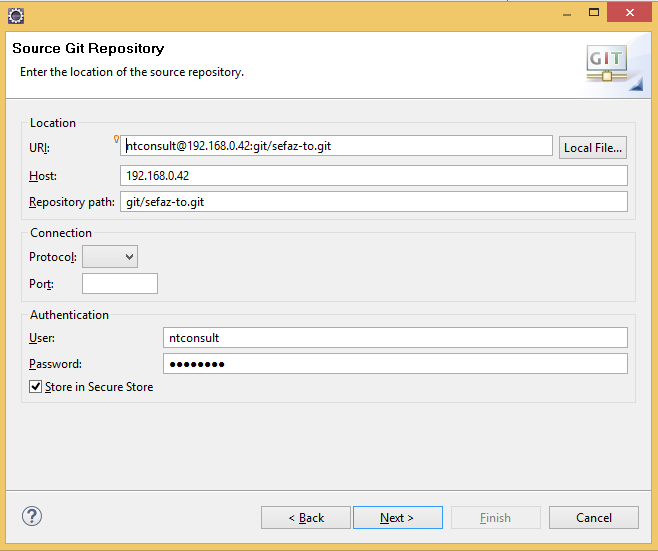 Source Git Repository
Enter the location of the source repository.
GIT
Location
URI:
ntconsult@192.168.0.42:git/sefaz-to.git
Local File...
Host:
192.168.0.42
Repository path:
git/sefaz-to.git
Connection
Protocol:
Port:
Authentication
User:
ntconsult
Password:
●●●●●●●●
Store in Secure Store
?
< Back
Next >
Finish
Cancel